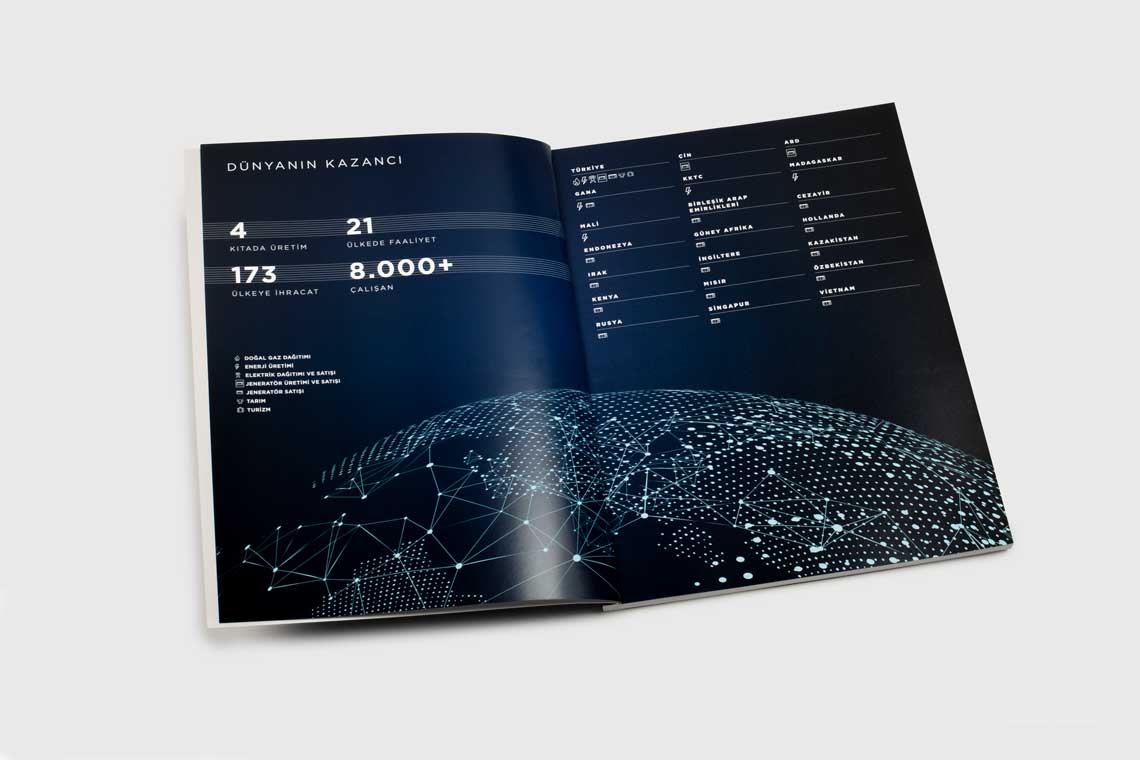 DÜNYANIN KAZANCI
4
KITADA ÜRETİM
21
ÜLKEDE FAALİYET
173
ÜLKEYE İHRACAT
8.000+
ÇALIŞAN
DOĞAL GAZ DAĞITIMI
ENERJİ ÜRETİMİ
ELEKTRİK DAĞITIMI VE SATIŞI
JENERATÖR ÜRETİMİ VE SATIŞI
JENERATÖR SATIŞI
TARIM
TURİZM
TÜRKİYE
GANA
MALİ
ENDONEZYA
IRAK
KENYA
RUSYA
ÇİN
KKTC
BİRLEŞİK ARAP
EMİRLİKLERİ
GÜNEY AFRİKA
İNGİLTERE
MISIR
SİNGAPUR
ABD
MADAGASKAR
CEZAYİR
HOLLANDA
KAZAKİSTAN
ÖZBEKİSTAN
VİETNAM